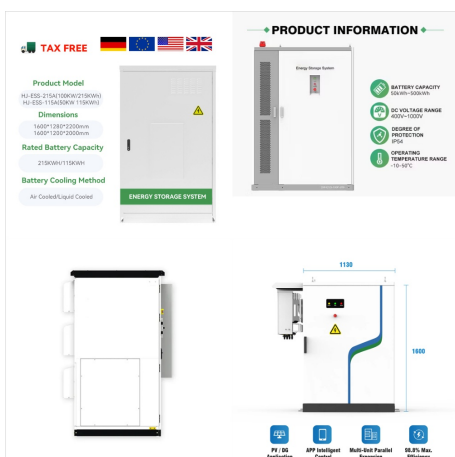 TAX FREE
Product Model
HJ-ESS-215A(100KW/215KWh)
HJ-ESS-115A(50KW 115KWh)
Dimensions
1600*1280*2200mm
1600*1200*2000mm
Rated Battery Capacity
215KWH/115KWH
Battery Cooling Method
Air Cooled/Liquid Cooled
ENERGY STORAGE SYSTEM
PRODUCT INFORMATION
Energy Storage System
BATTERY CAPACITY
50kWh~500kWh
DC VOLTAGE RANGE
400V~1000V
DEGREE OF
PROTECTION
IP54
OPERATING
TEMPERATURE RANGE
-10~50°C
1130
1600
PV / DG
Application
APP Intelligent
Control
Multi-Unit Parallel
Expansion
98.8% Max.
Efficiency